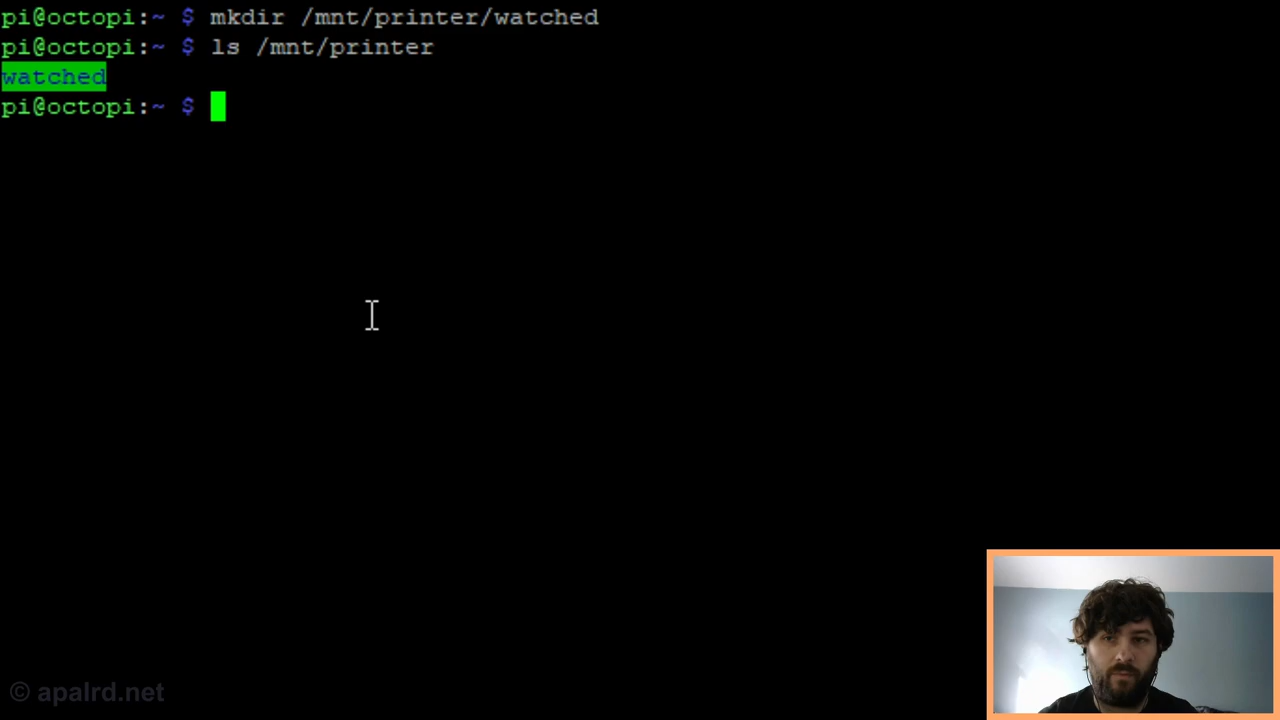 pi@octopi:~ $ mkdir /mnt/printer/watched
pi@octopi:~ $ ls /mnt/printer
watched
pi@octopi:~ $
© apalrd.net